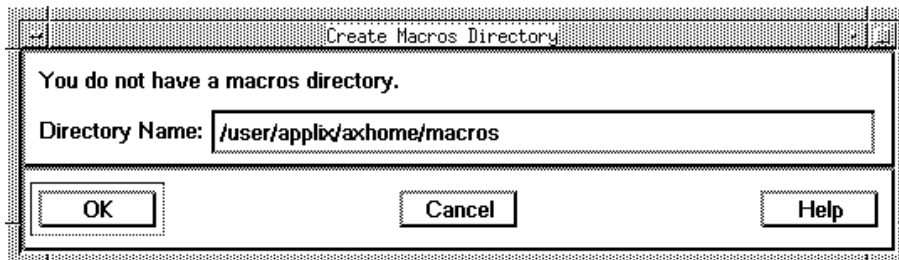 Create Macros Directory
You do not have a macros directory.
Directory Name: /user/applix/axhome/macros
OK Cancel Help